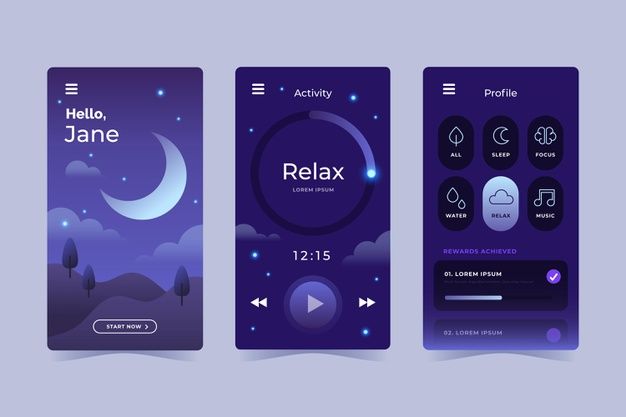 Hello,
Jane
START NOW
Activity
Relax
LOREM IPSUM
12:15
Profile
ALL
SLEEP
FOCUS
WATER
RELAX
MUSIC
REWARDS ACHIEVED
01. LOREM IPSUM
02. LOREM IPSUM